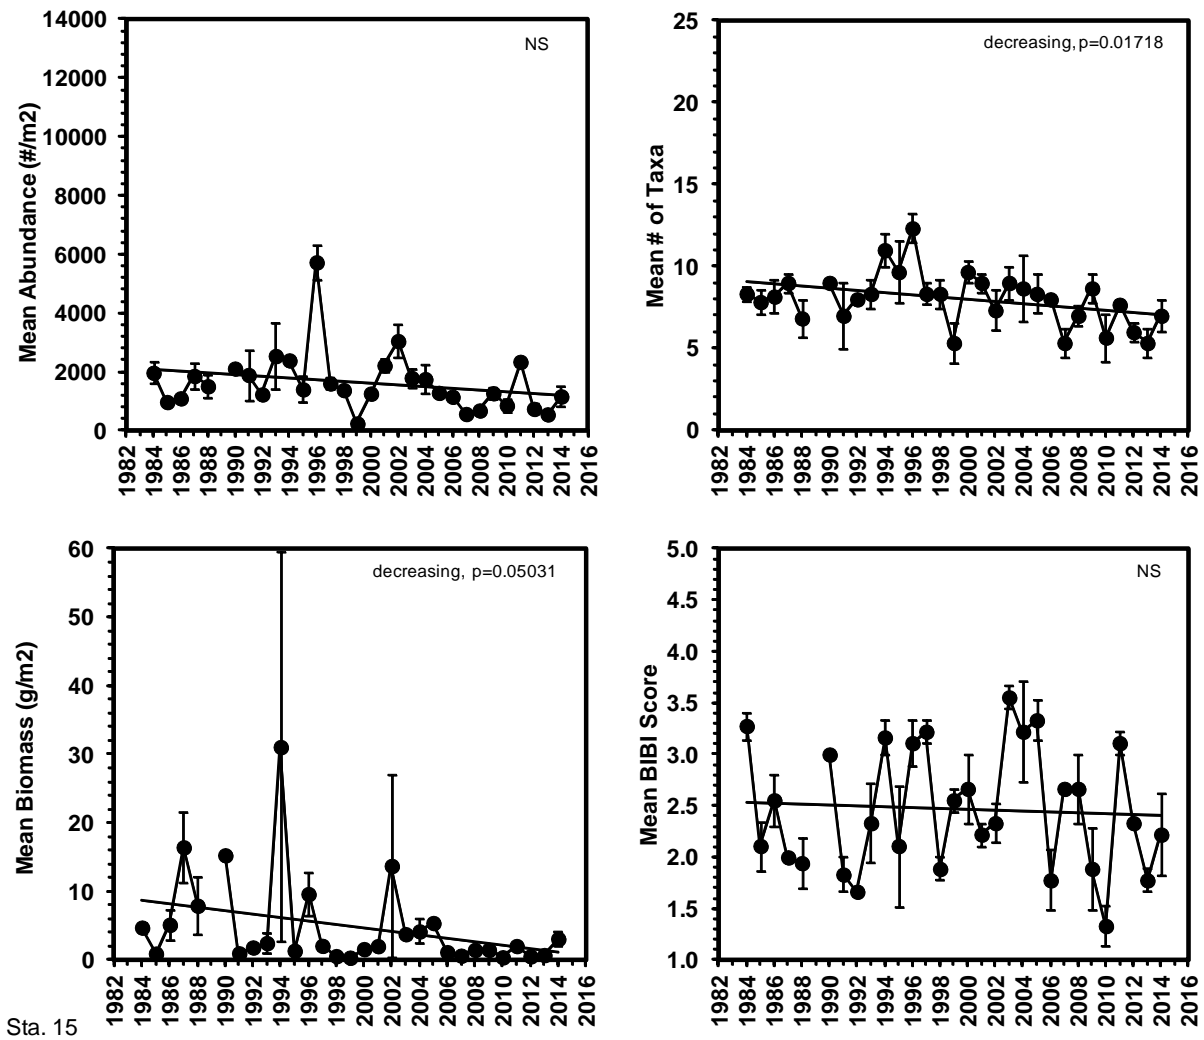 14000
12000
10000
8000
6000
4000
2000
0
Mean Abundance (#/m2)
NS
1982 1984 1986 1988 1990 1992 1994 1996 1998 2000 2002 2004 2006 2008 2010 2012 2014 2016
25
20
15
10
5
0
Mean # of Taxa
decreasing, p=0.01718
1982 1984 1986 1988 1990 1992 1994 1996 1998 2000 2002 2004 2006 2008 2010 2012 2014 2016
60
50
40
30
20
10
0
Mean Biomass (g/m2)
decreasing, p=0.05031
1982 1984 1986 1988 1990 1992 1994 1996 1998 2000 2002 2004 2006 2008 2010 2012 2014 2016
5.0
4.5
4.0
3.5
3.0
2.5
2.0
1.5
1.0
Mean BIBI Score
NS
1982 1984 1986 1988 1990 1992 1994 1996 1998 2000 2002 2004 2006 2008 2010 2012 2014 2016
Sta. 15